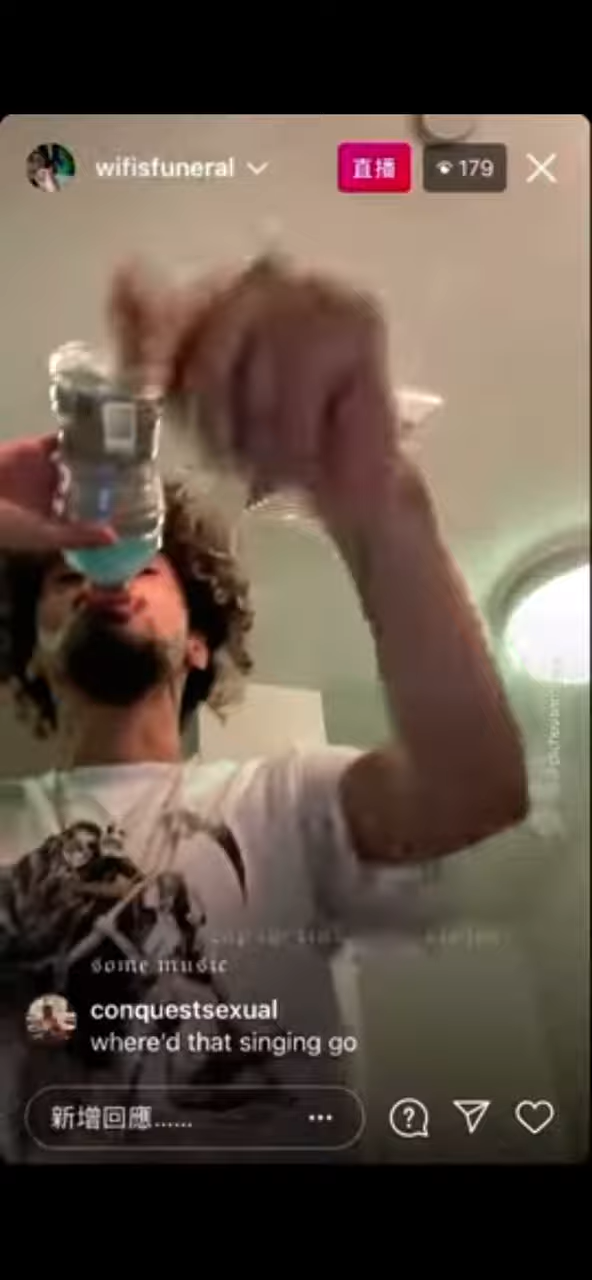 wifisfuneral
直播
179
some music
conquestsexual
where'd that singing go
新增回應......